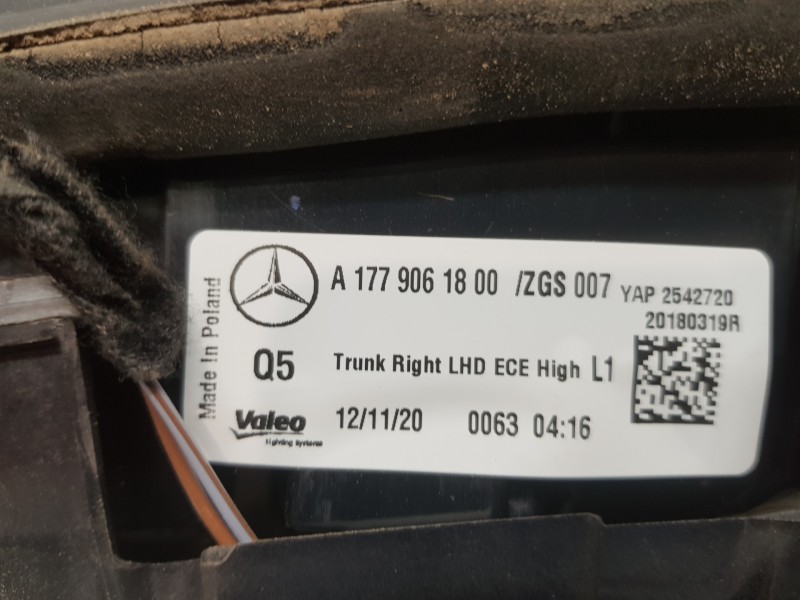 Made In Poland
A 177 906 18 00 /ZGS 007 YAP 2542720
20180319R
Q5 Trunk Right LHD ECE High L1
Valeo 12/11/20 0063 04:16
lighting systems